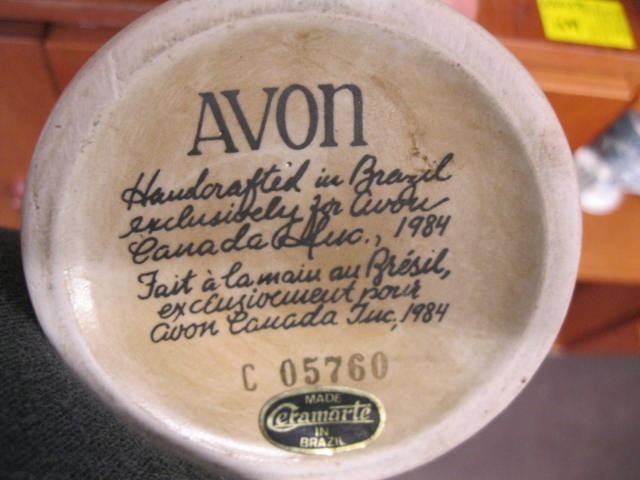 AVON
Handcrafted in Brazil
exclusively for Avon
Canada Inc., 1984
Fait à la main au Brésil,
exclusivement pour
Avon Canada Inc, 1984
C 05760
MADE
Ceramarte
IN
BRAZIL